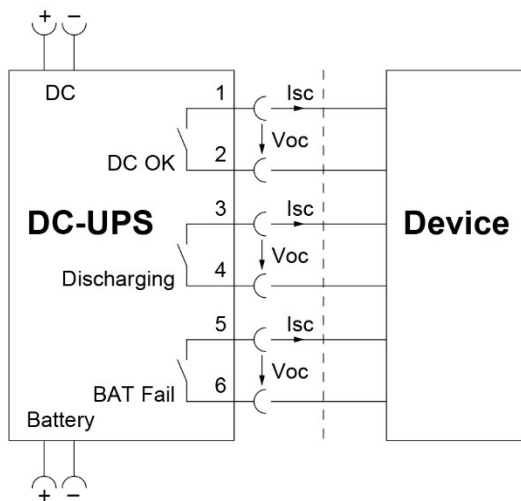 + −
DC
1 Isc
Voc
DC OK 2
3 Isc
DC-UPS Device
Voc
Discharging 4
5 Isc
Voc
BAT Fail 6
Battery
+ −